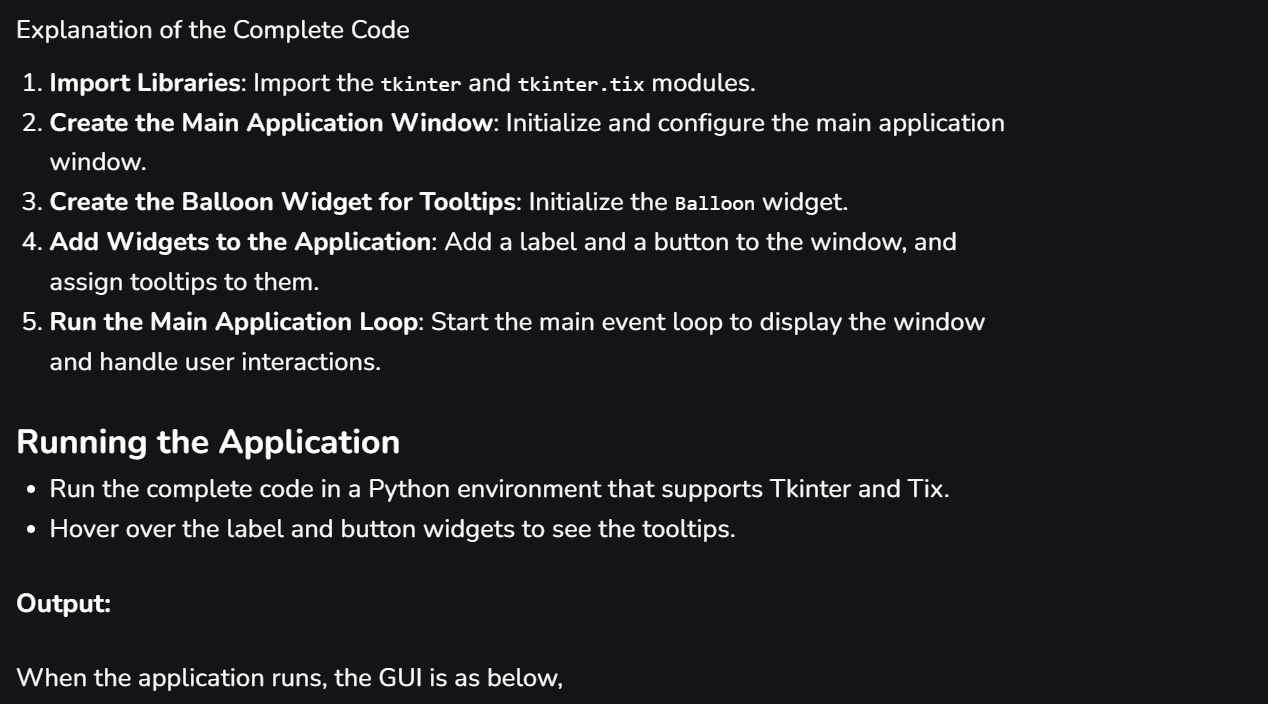 Explanation of the Complete Code
1. Import Libraries: Import the tkinter and tkinter.tix modules.
2. Create the Main Application Window: Initialize and configure the main application
window.
3. Create the Balloon Widget for Tooltips: Initialize the Balloon widget.
4. Add Widgets to the Application: Add a label and a button to the window, and
assign tooltips to them.
5. Run the Main Application Loop: Start the main event loop to display the window
and handle user interactions.
Running the Application
• Run the complete code in a Python environment that supports Tkinter and Tix.
• Hover over the label and button widgets to see the tooltips.
Output:
When the application runs, the GUI is as below,